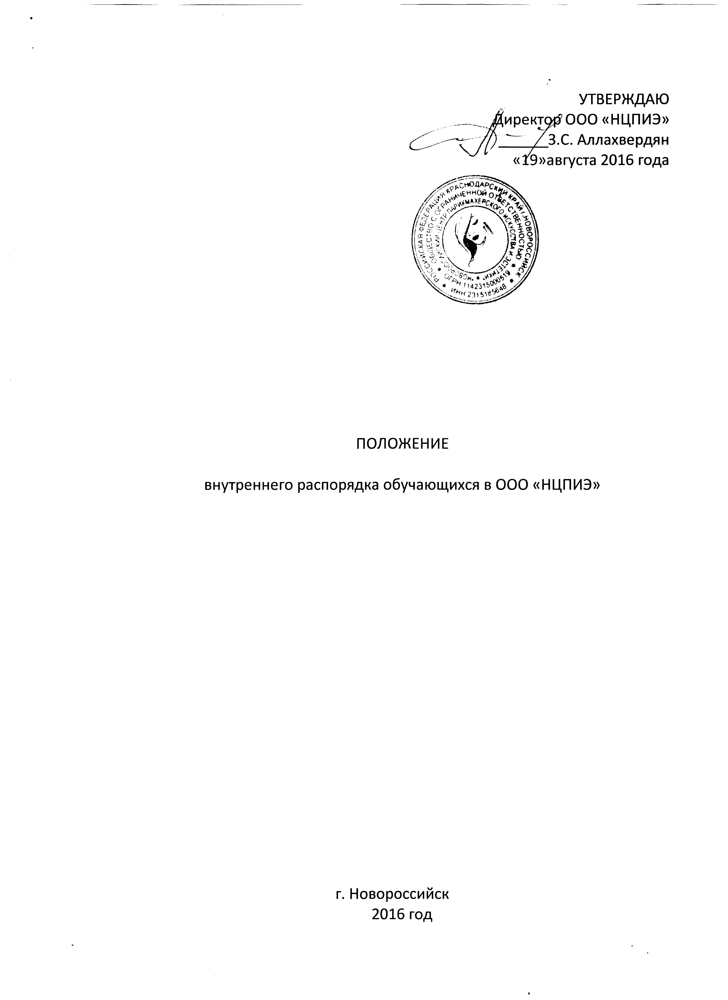 УТВЕРЖДАЮ
Директор ООО «НЦПИЭ»
_______З.С. Аллахвердян
«19»августа 2016 года
РОССИЙСКАЯ ФЕДЕРАЦИЯ КРАСНОДАРСКИЙ КРАЙ г.НОВОРОССИЙСК
ИНН 2315185648
ОБЩЕСТВО С ОГРАНИЧЕННОЙ ОТВЕТСТВЕННОСТЬЮ
ОГРН 1142315000519
"НОВОРОССИЙСКИЙ ЦЕНТР ПАРИКМАХЕРСКОГО ИСКУССТВА И ЭСТЕТИКИ"
ПОЛОЖЕНИЕ
внутреннего распорядка обучающихся в ООО «НЦПИЭ»
г. Новороссийск
2016 год